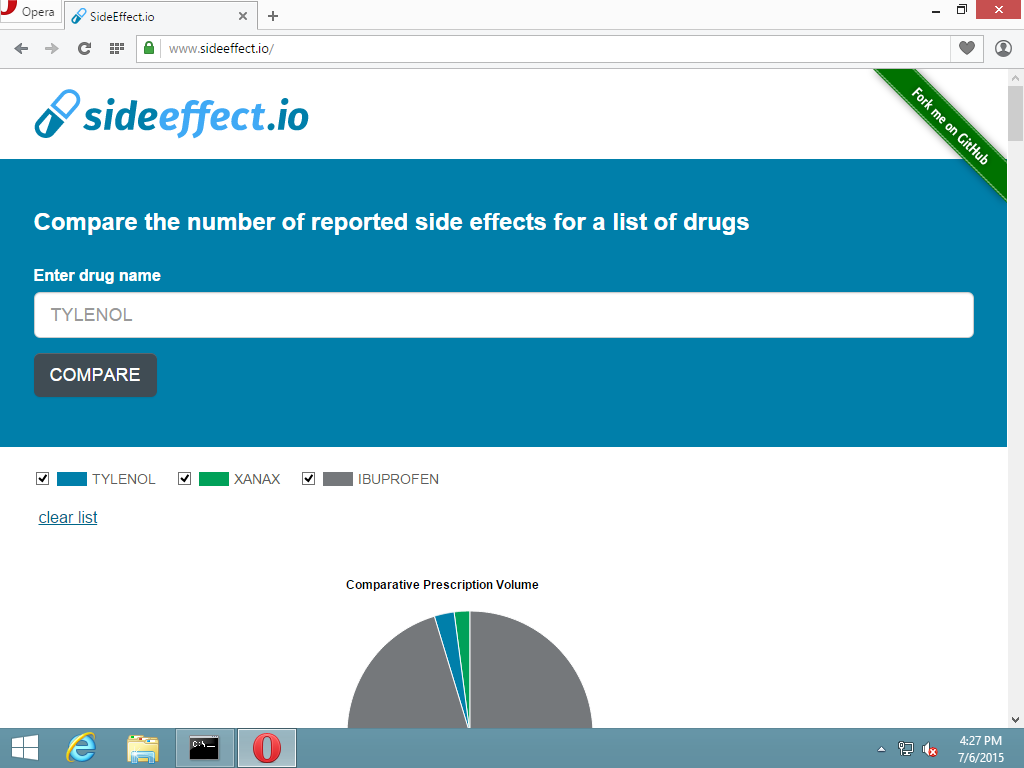 Opera
SideEffect.io
www.sideeffect.io/
sideeffect.io
Fork me on GitHub
Compare the number of reported side effects for a list of drugs
Enter drug name
TYLENOL
COMPARE
TYLENOL XANAX IBUPROFEN
clear list
Comparative Prescription Volume
C:\_
4:27 PM
7/6/2015